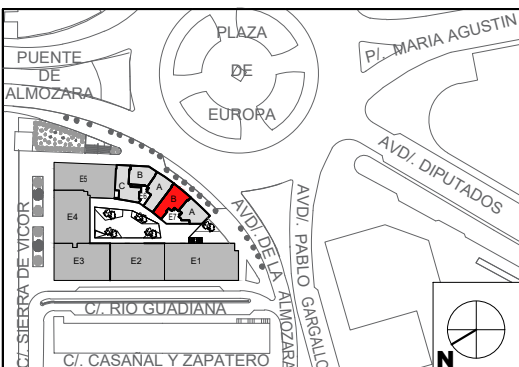 PLAZA
DE
EUROPA
PUENTE
DE
ALMOZARA
P/. MARIA AGUSTIN
AVD/. DIPUTADOS
AVD/. PABLO GARGALLO
AVD/. DE LA ALMOZARA
C/. SIERRA DE VICOR
E5
C
B
A
B
A
E7
E4
E3
E2
E1
C/. RIO GUADIANA
C/. CASAÑAL Y ZAPATERO
N